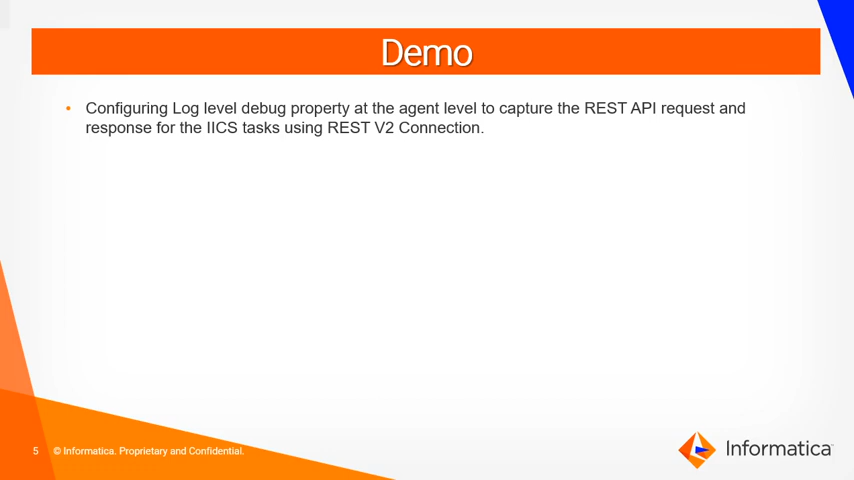 Demo
• Configuring Log level debug property at the agent level to capture the REST API request and
response for the IICS tasks using REST V2 Connection.
5 © Informatica. Proprietary and Confidential.
Informatica